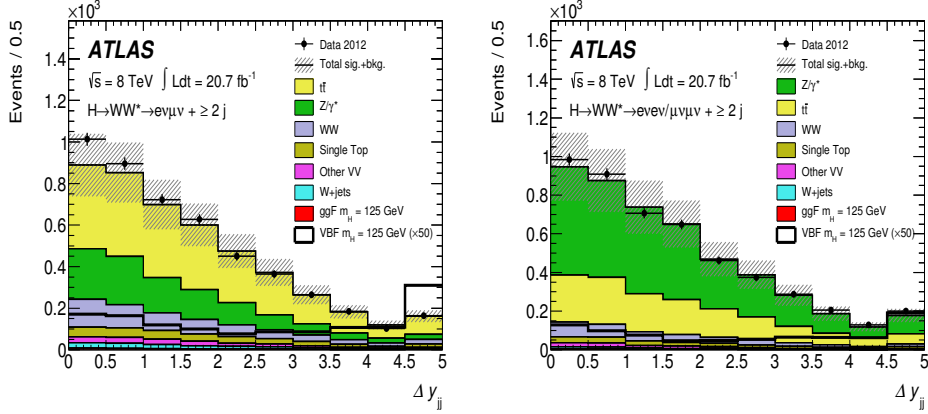 ×10³
Events / 0.5
1.4
1.2
1
0.8
0.6
0.4
0.2
0
ATLAS
√s = 8 TeV ∫ Ldt = 20.7 fb⁻¹
H→WW*→eνμν + ≥ 2 j
Data 2012
Total sig.+bkg.
tt̄
Z/γ*
WW
Single Top
Other VV
W+jets
ggF m_H = 125 GeV
VBF m_H = 125 GeV (×50)
0 0.5 1 1.5 2 2.5 3 3.5 4 4.5 5
Δ y_jj
×10³
Events / 0.5
1.6
1.4
1.2
1
0.8
0.6
0.4
0.2
0
ATLAS
√s = 8 TeV ∫ Ldt = 20.7 fb⁻¹
H→WW*→eνeν/μνμν + ≥ 2 j
Data 2012
Total sig.+bkg.
Z/γ*
tt̄
WW
Single Top
Other VV
W+jets
ggF m_H = 125 GeV
VBF m_H = 125 GeV (×50)
0 0.5 1 1.5 2 2.5 3 3.5 4 4.5 5
Δ y_jj